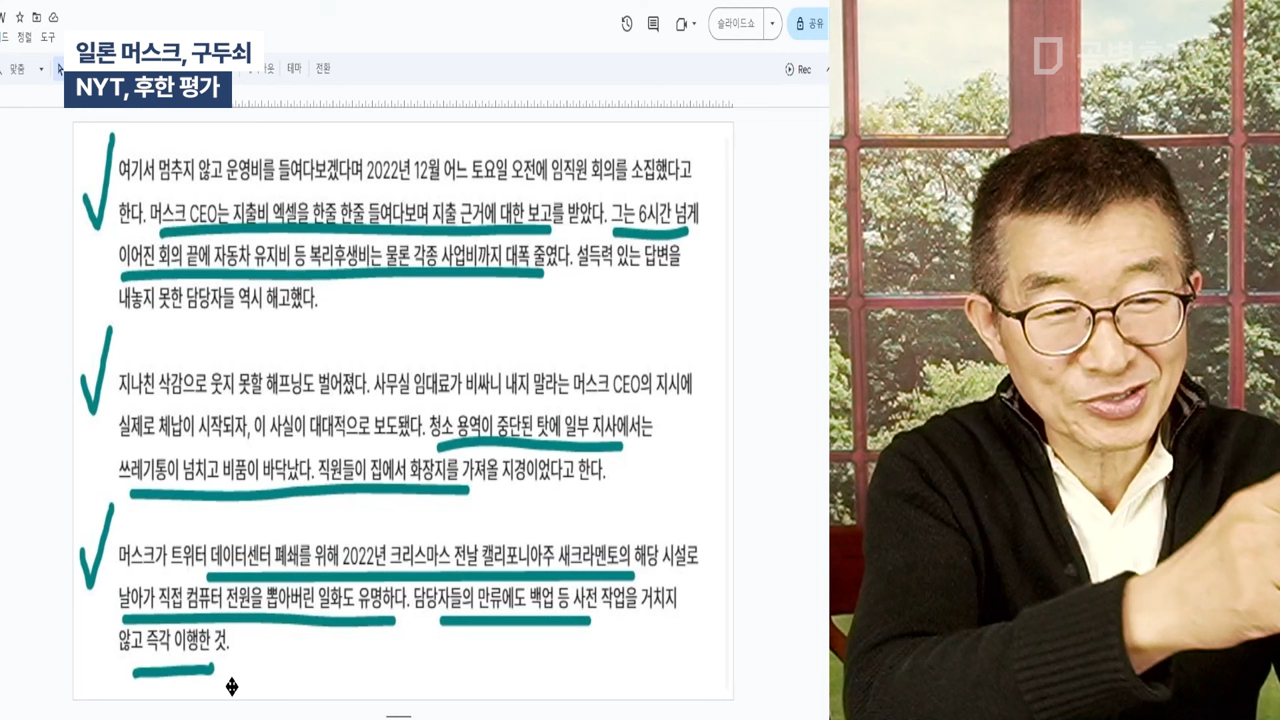 정렬 도구
슬라이드쇼
공유
일론 머스크, 구두쇠
NYT, 후한 평가
맞춤
테마 전환
Rec
여기서 멈추지 않고 운영비를 들여다보겠다며 2022년 12월 어느 토요일 오전에 임직원 회의를 소집했다고
한다. 머스크 CEO는 지출비 엑셀을 한줄 한줄 들여다보며 지출 근거에 대한 보고를 받았다. 그는 6시간 넘게
이어진 회의 끝에 자동차 유지비 등 복리후생비는 물론 각종 사업비까지 대폭 줄였다. 설득력 있는 답변을
내놓지 못한 담당자들 역시 해고했다.
지나친 삭감으로 웃지 못할 해프닝도 벌어졌다. 사무실 임대료가 비싸니 내지 말라는 머스크 CEO의 지시에
실제로 체납이 시작되자, 이 사실이 대대적으로 보도됐다. 청소 용역이 중단된 탓에 일부 지사에서는
쓰레기통이 넘치고 비품이 바닥났다. 직원들이 집에서 화장지를 가져올 지경이었다고 한다.
머스크가 트위터 데이터센터 폐쇄를 위해 2022년 크리스마스 전날 캘리포니아주 새크라멘토의 해당 시설로
날아가 직접 컴퓨터 전원을 뽑아버린 일화도 유명하다. 담당자들의 만류에도 백업 등 사전 작업을 거치지
않고 즉각 이행한 것.